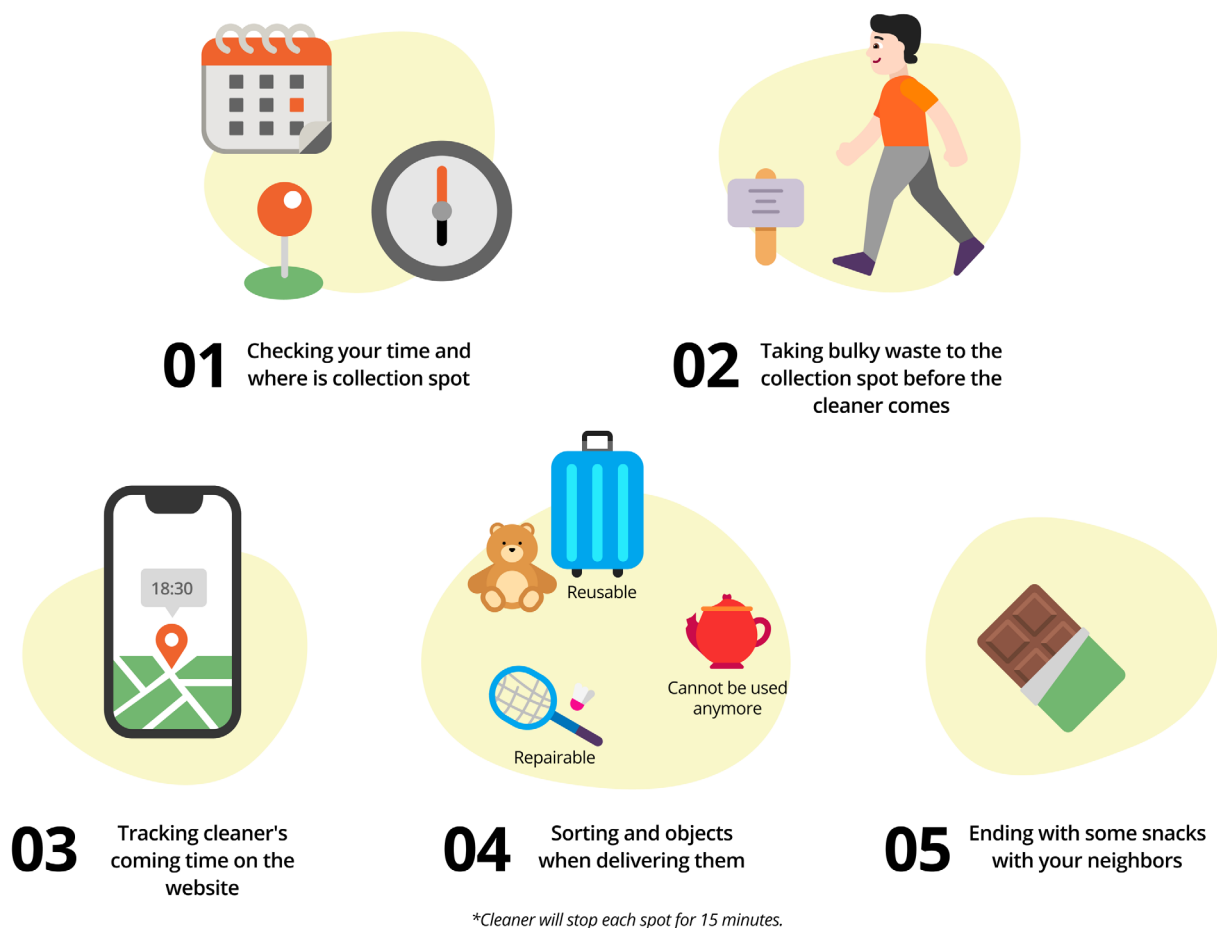 01
Checking your time and
where is collection spot
02
Taking bulky waste to the
collection spot before the
cleaner comes
18:30
03
Tracking cleaner's
coming time on the
website
Reusable
Cannot be used
anymore
Repairable
04
Sorting and objects
when delivering them
05
Ending with some snacks
with your neighbors
*Cleaner will stop each spot for 15 minutes.